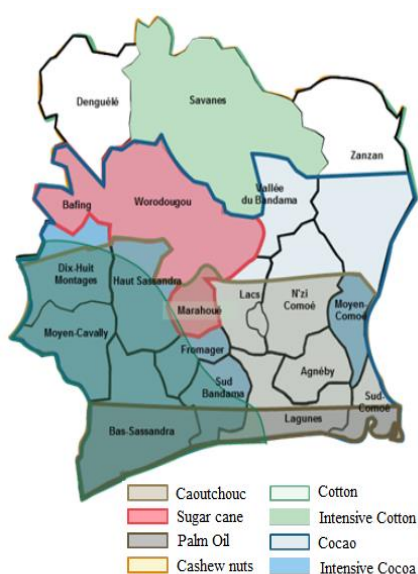 Denguélé
Savanes
Zanzan
Vallée
du Bandama
Bafing
Worodougou
Dix-Huit
Montages
Haut Sassandra
Marahoué
Lacs
N'zi
Comoé
Moyen-
Comoé
Moyen-Cavally
Fromager
Agnéby
Sud
Bandama
Sud-
Comoé
Bas-Sassandra
Lagunes
Caoutchouc
Cotton
Sugar cane
Intensive Cotton
Palm Oil
Cocao
Cashew nuts
Intensive Cocoa